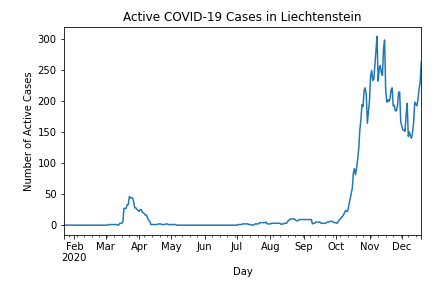 Active COVID-19 Cases in Liechtenstein
300
250
200
150
100
50
0
Number of Active Cases
Feb Mar Apr May Jun Jul Aug Sep Oct Nov Dec
2020
Day